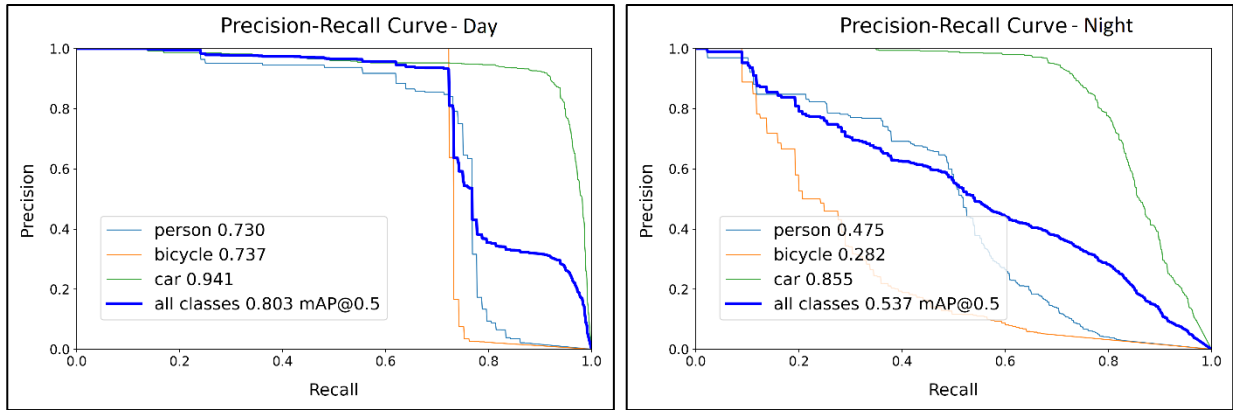 Precision-Recall Curve - Day
1.0
0.8
0.6
0.4
0.2
0.0
Precision
person 0.730
bicycle 0.737
car 0.941
all classes 0.803 mAP@0.5
0.0 0.2 0.4 0.6 0.8 1.0
Recall
Precision-Recall Curve - Night
1.0
0.8
0.6
0.4
0.2
0.0
Precision
person 0.475
bicycle 0.282
car 0.855
all classes 0.537 mAP@0.5
0.0 0.2 0.4 0.6 0.8 1.0
Recall